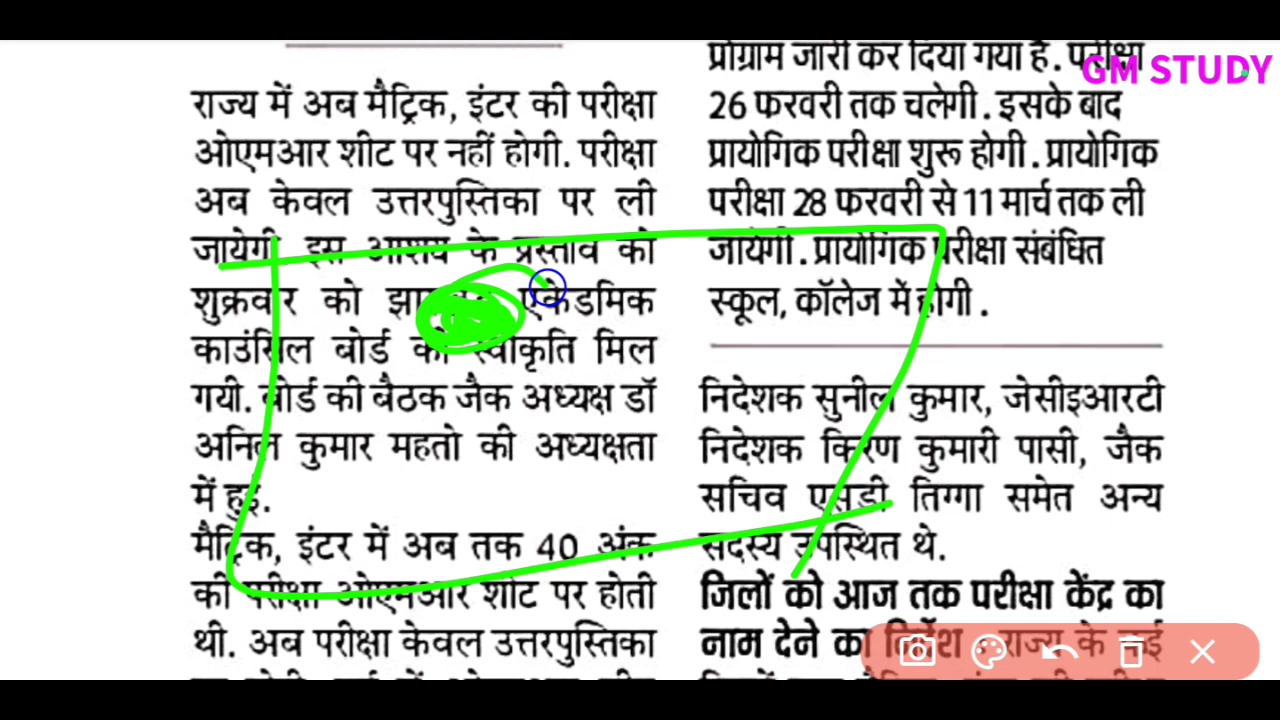 राज्य में अब मैट्रिक, इंटर की परीक्षा
ओएमआर शीट पर नहीं होगी. परीक्षा
अब केवल उत्तरपुस्तिका पर ली
जायेगी इस आशय के प्रस्ताव को
शुक्रवार को एकेडमिक
काउंसिल बोर्ड की स्वीकृति मिल
गयी. बोर्ड की बैठक जैक अध्यक्ष डॉ
अनिल कुमार महतो की अध्यक्षता
में हुई.
मैट्रिक, इंटर में अब तक 40 अंक
की परीक्षा ओएमआर शीट पर होती
थी. अब परीक्षा केवल उत्तरपुस्तिका
प्रोग्राम जारी कर दिया गया है. परीक्षा
26 फरवरी तक चलेगी. इसके बाद
प्रायोगिक परीक्षा शुरू होगी. प्रायोगिक
परीक्षा 28 फरवरी से 11 मार्च तक ली
जायेगी. प्रायोगिक परीक्षा संबंधित
स्कूल, कॉलेज में होगी.
निदेशक सुनील कुमार, जेसीइआरटी
निदेशक किरण कुमारी पासी, जैक
सचिव एसडी तिग्गा समेत अन्य
सदस्य उपस्थित थे.
जिलों को आज तक परीक्षा केंद्र का
नाम देने का निर्देश : राज्य के कई
GM STUDY